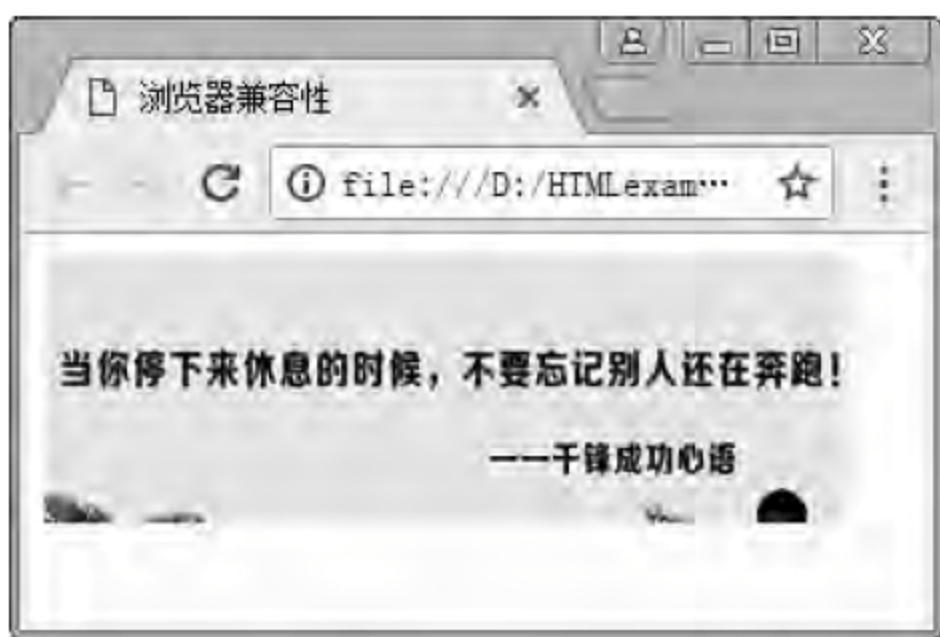 浏览器兼容性
file:///D:/HTMLexam…
当你停下来休息的时候，不要忘记别人还在奔跑！
——千锋成功心语